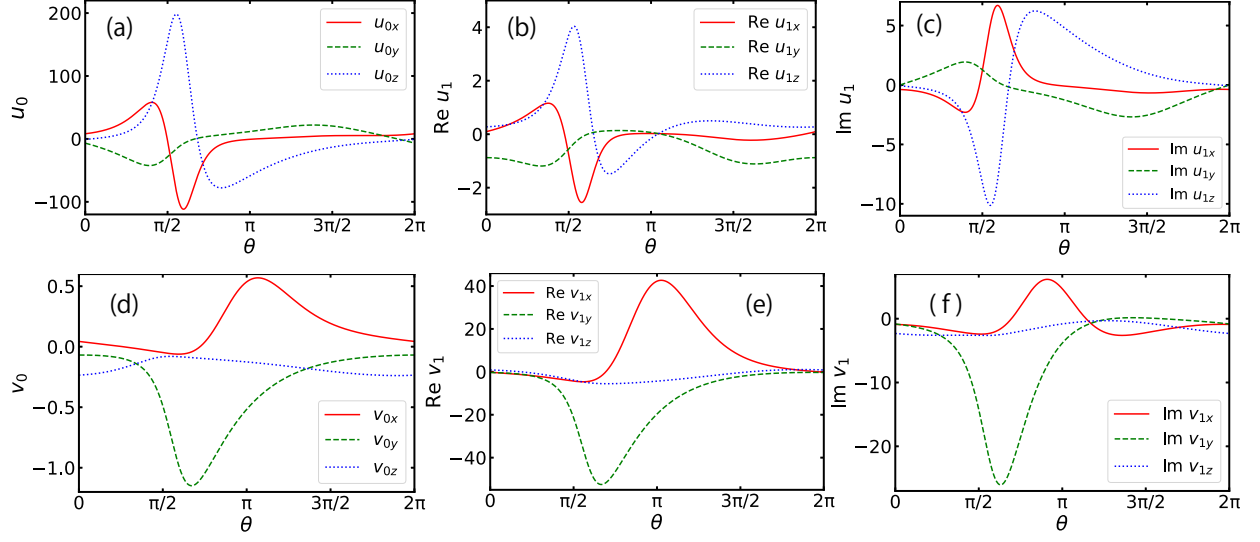 (a)
u0x
u0y
u0z
200
100
0
−100
u0
0
π/2
π
3π/2
2π
θ
(b)
Re u1x
Re u1y
Re u1z
4
2
0
−2
Re u1
0
π/2
π
3π/2
2π
θ
(c)
5
0
−5
−10
Im u1
Im u1x
Im u1y
Im u1z
0
π/2
π
3π/2
2π
θ
(d)
0.5
0.0
−0.5
−1.0
v0
v0x
v0y
v0z
0
π/2
π
3π/2
2π
θ
Re v1x
Re v1y
Re v1z
(e)
40
20
0
−20
−40
Re v1
0
π/2
π
3π/2
2π
θ
(f)
0
−10
−20
Im v1
Im v1x
Im v1y
Im v1z
0
π/2
π
3π/2
2π
θ